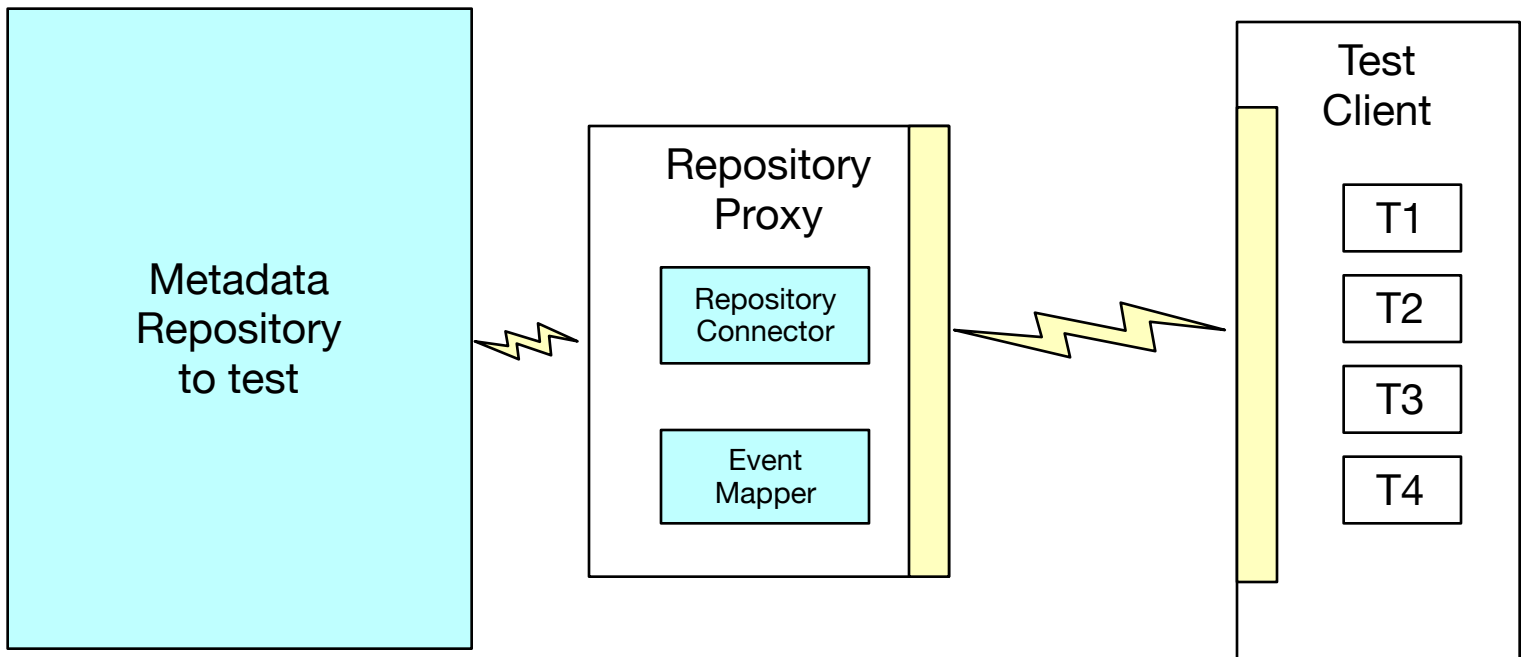 Metadata
Repository
to test
Repository
Proxy
Repository
Connector
Event
Mapper
Test
Client
T1
T2
T3
T4